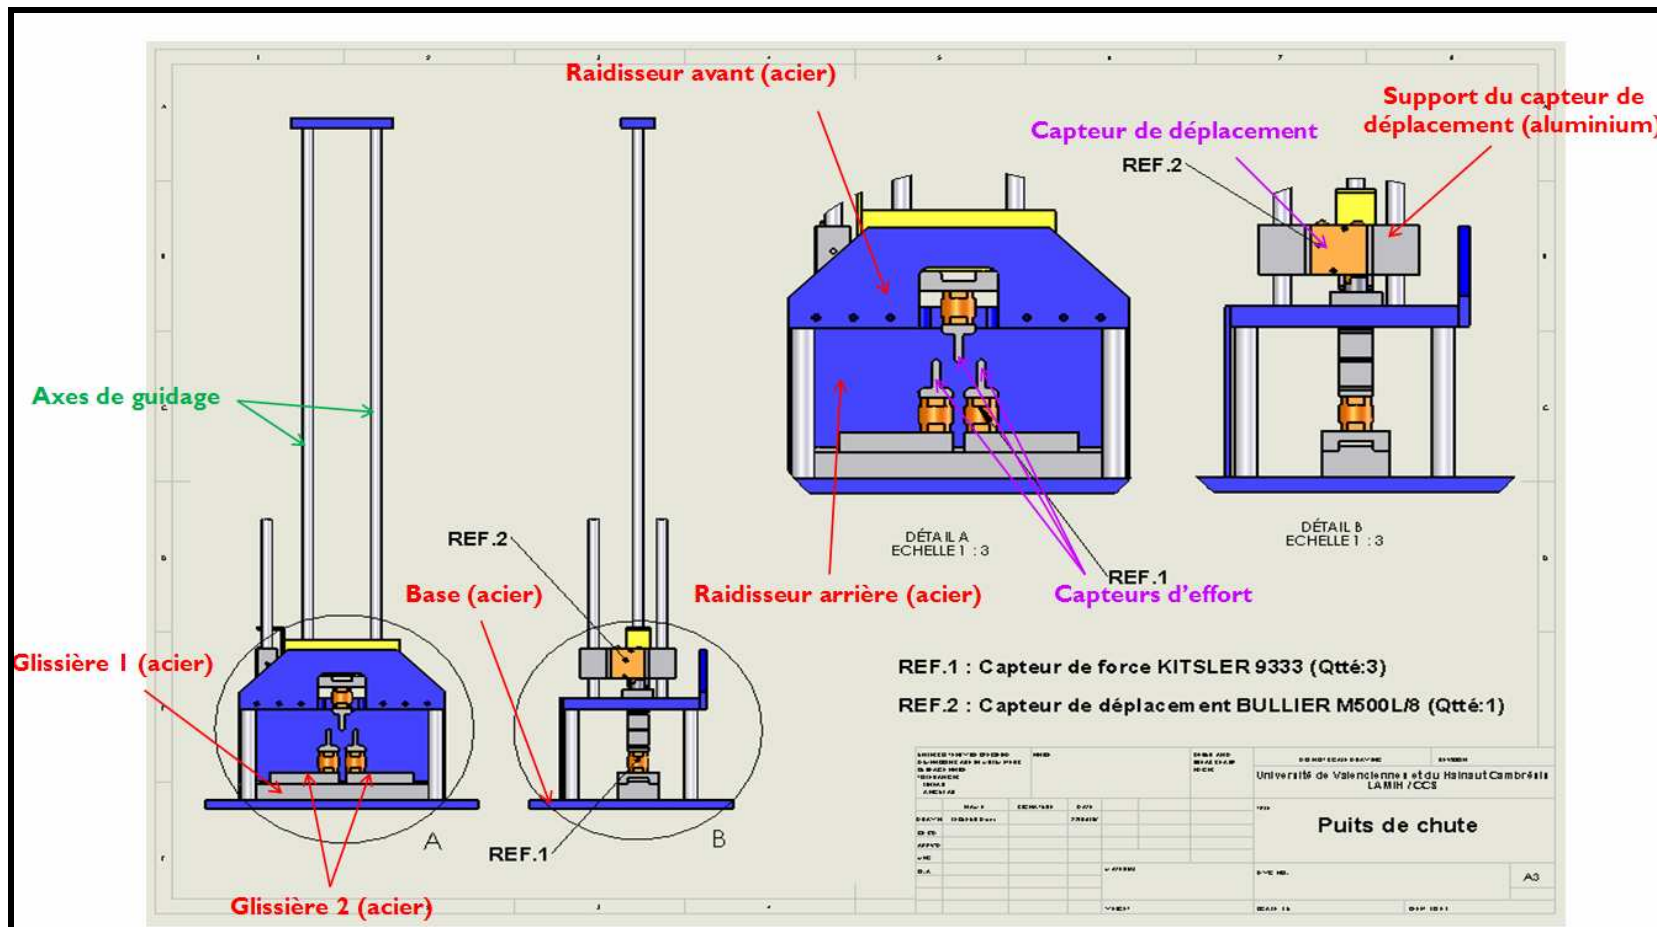 Raidisseur avant (acier)
Support du capteur de
déplacement (aluminium)
Capteur de déplacement
REF.2
Axes de guidage
DÉTAIL A
ECHELLE 1 : 3
DÉTAIL B
ECHELLE 1 : 3
REF.2
REF.1
Base (acier)
Raidisseur arrière (acier)
Capteurs d'effort
Glissière 1 (acier)
REF.1 : Capteur de force KITSLER 9333 (Qtté:3)
REF.2 : Capteur de déplacement BULLIER M500L/8 (Qtté:1)
A
B
REF.1
Glissière 2 (acier)
Université de Valenciennes et du Hainaut Cambrésis
LAMIH / CCS
Puits de chute
A3